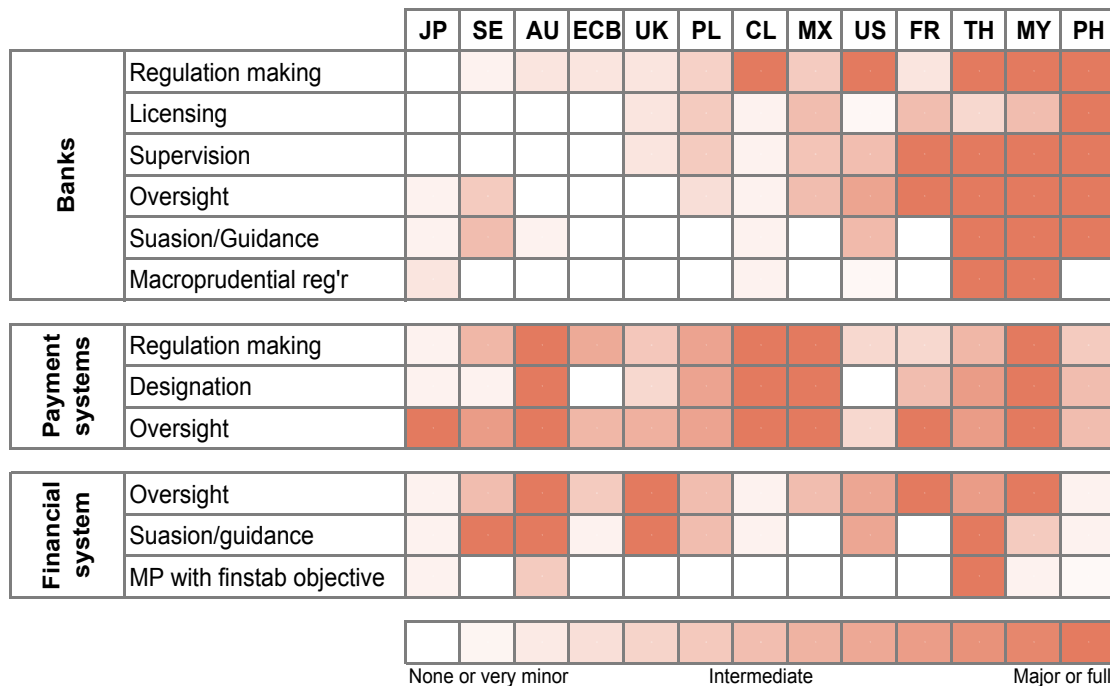 JP SE AU ECB UK PL CL MX US FR TH MY PH
Banks
Regulation making
Licensing
Supervision
Oversight
Suasion/Guidance
Macroprudential reg'r
Payment
systems
Regulation making
Designation
Oversight
Financial
system
Oversight
Suasion/guidance
MP with finstab objective
None or very minor Intermediate Major or full